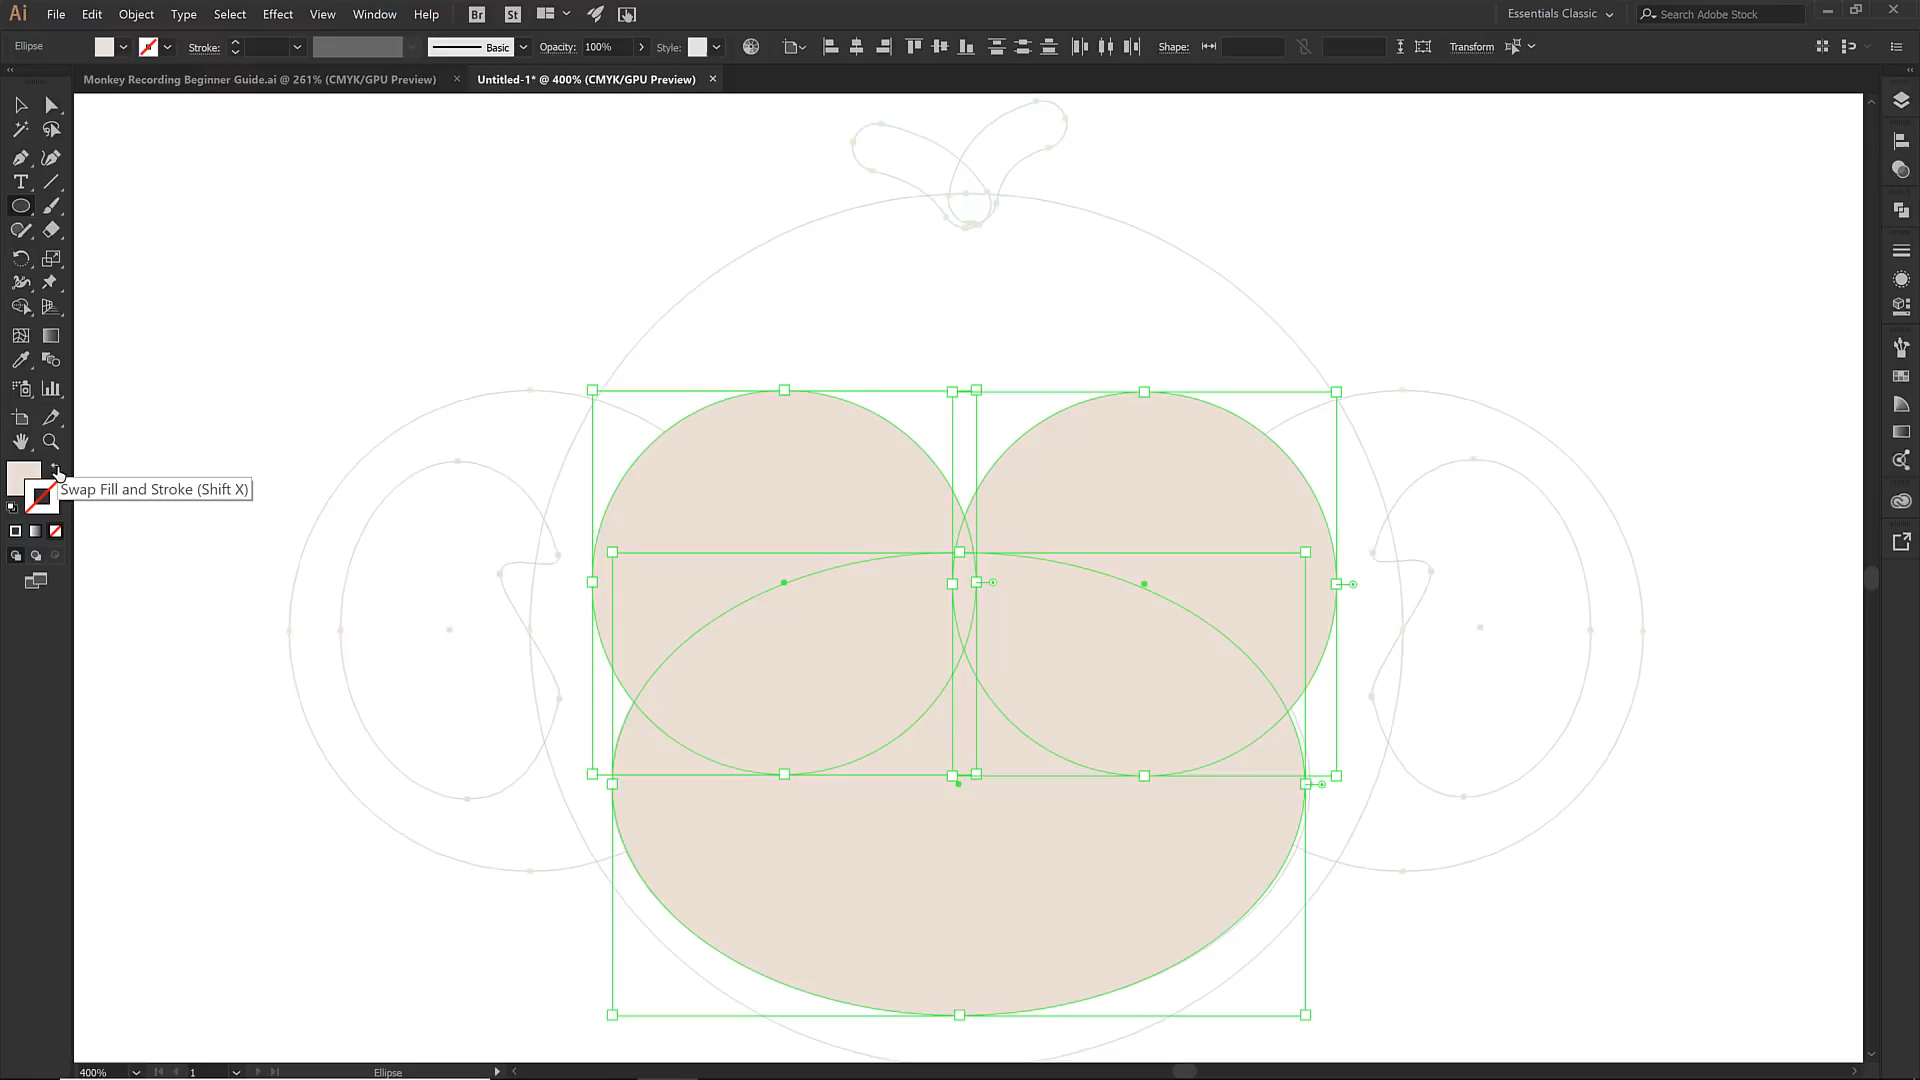 Ai File Edit Object Type Select Effect View Window Help Br St Essentials Classic Search Adobe Stock
Ellipse Stroke: Basic Opacity: 100% Style: Shape: Transform
Monkey Recording Beginner Guide.ai @ 261% (CMYK/GPU Preview) × Untitled-1* @ 400% (CMYK/GPU Preview) ×
Swap Fill and Stroke (Shift X)
400% 1 Ellipse